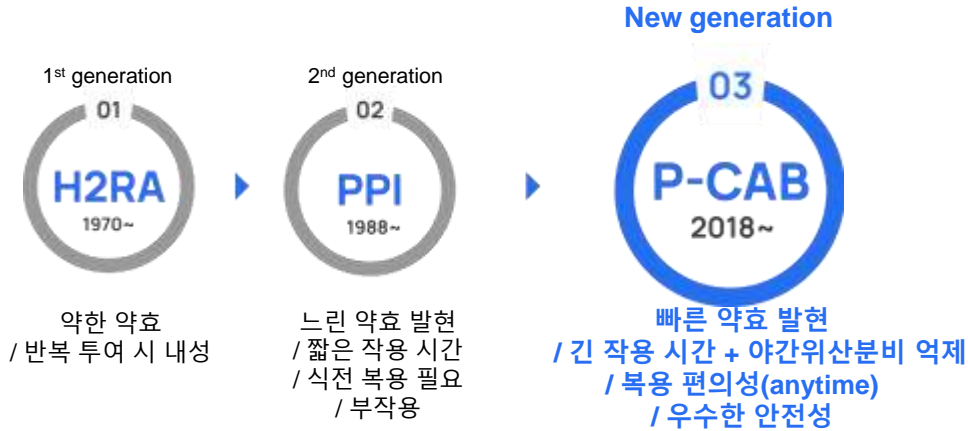 1st generation
01
H2RA
1970~
약한 약효
/ 반복 투여 시 내성
2nd generation
02
PPI
1988~
느린 약효 발현
/ 짧은 작용 시간
/ 식전 복용 필요
/ 부작용
New generation
03
P-CAB
2018~
빠른 약효 발현
/ 긴 작용 시간 + 야간위산분비 억제
/ 복용 편의성(anytime)
/ 우수한 안전성